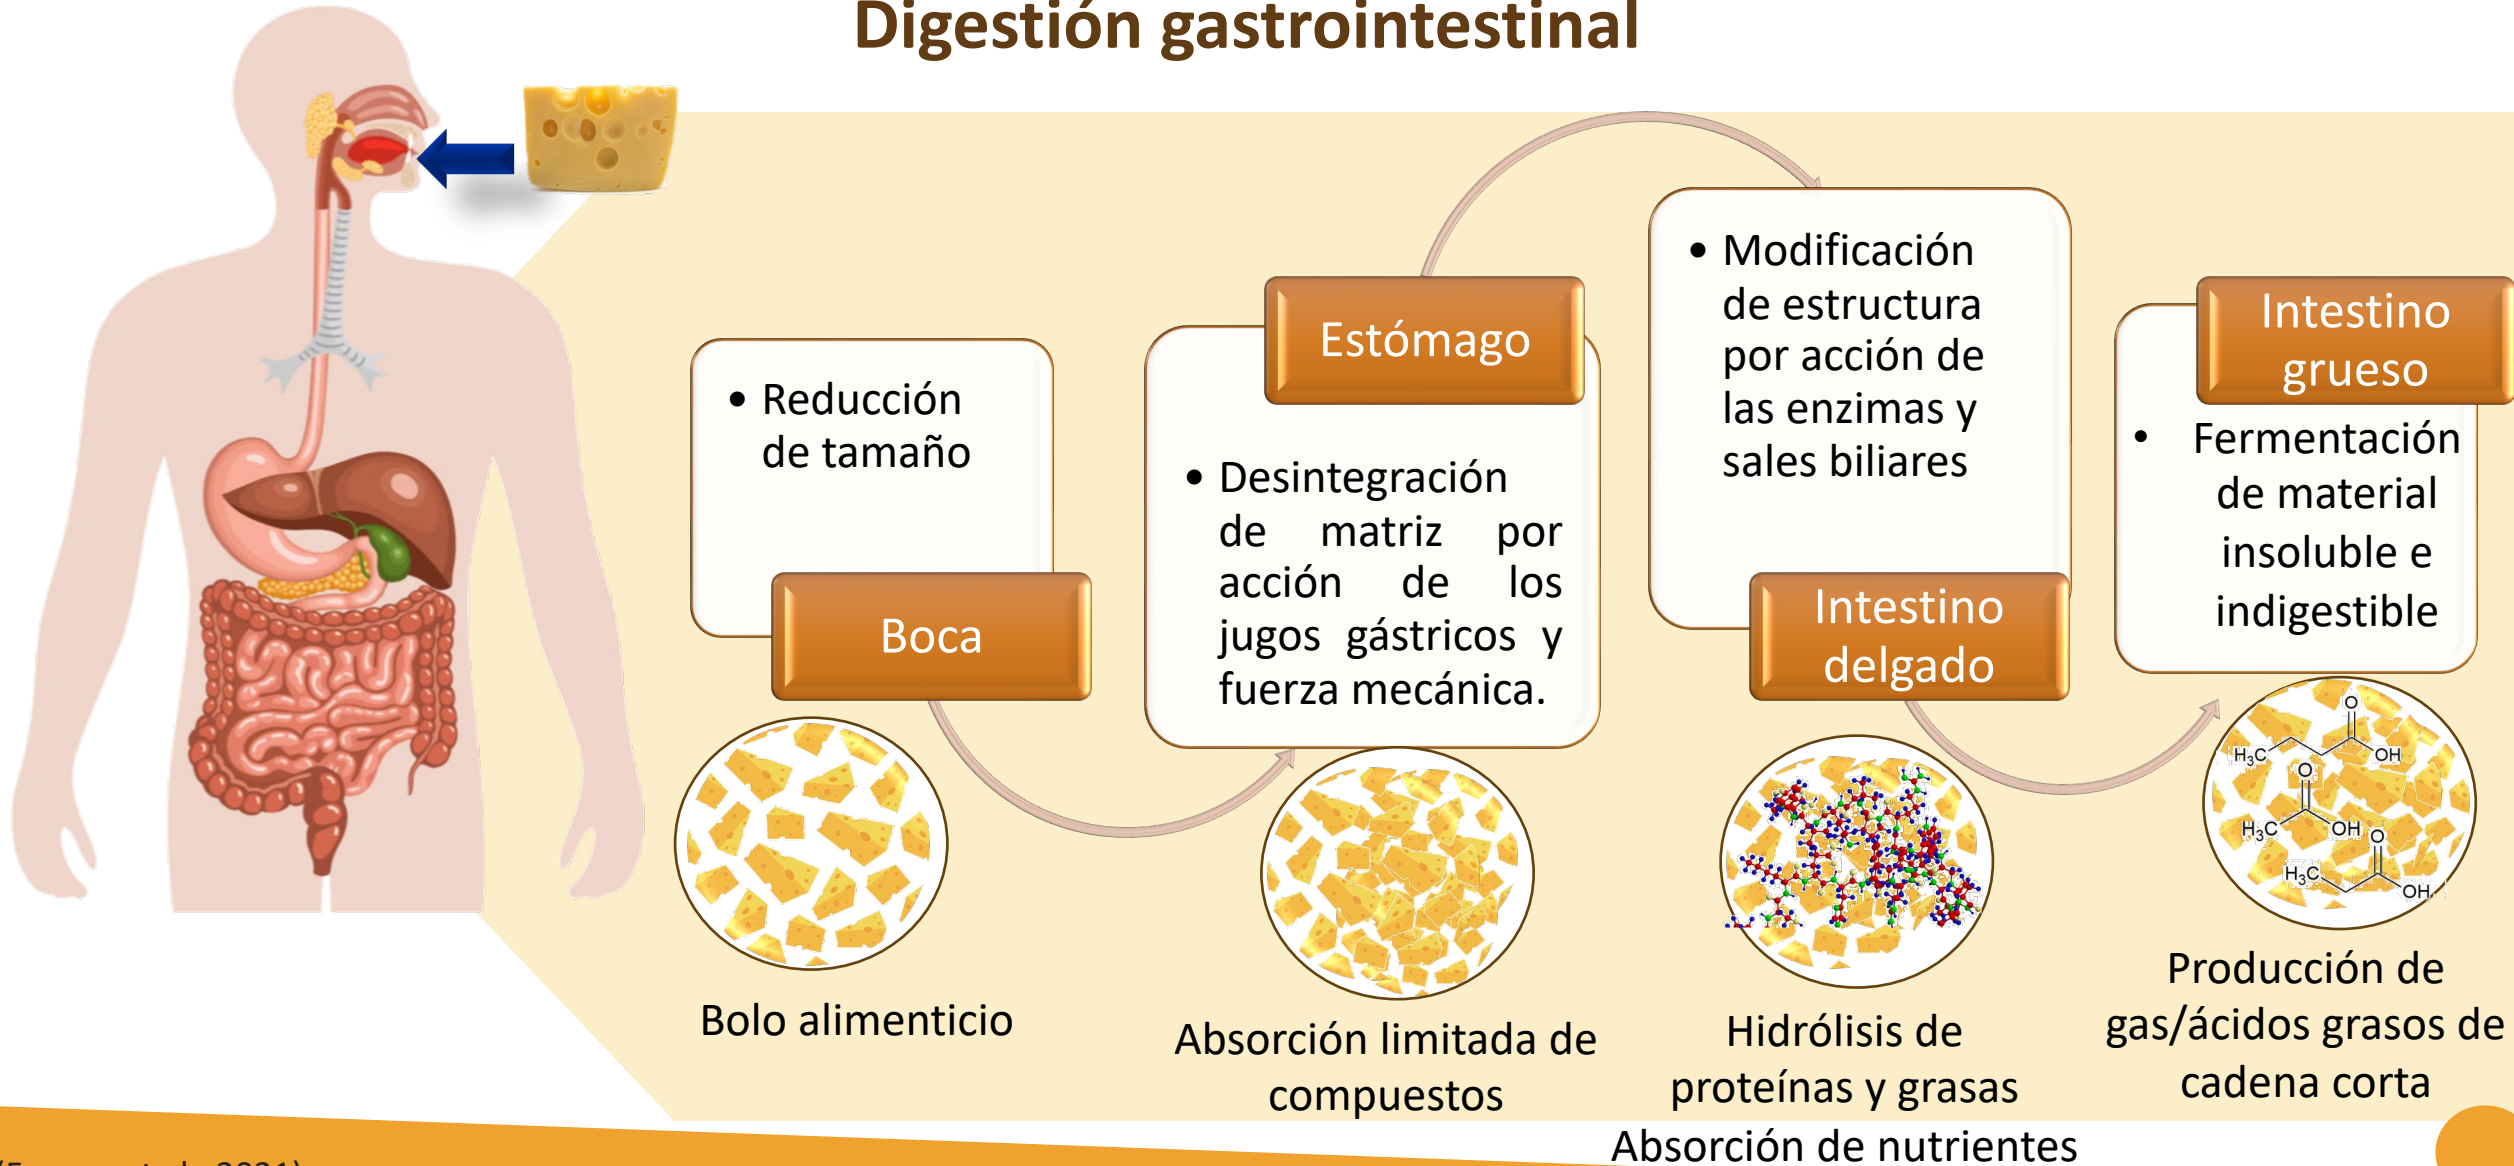 Digestión gastrointestinal
• Reducción
de tamaño
Boca
Bolo alimenticio
Estómago
• Desintegración
de matriz por
acción de los
jugos gástricos y
fuerza mecánica.
Absorción limitada de
compuestos
• Modificación
de estructura
por acción de
las enzimas y
sales biliares
Intestino
delgado
Hidrólisis de
proteínas y grasas
Absorción de nutrientes
Intestino
grueso
• Fermentación
de material
insoluble e
indigestible
O
H₃C
OH
O
H₃C
OH
O
H₃C
OH
Producción de
gas/ácidos grasos de
cadena corta